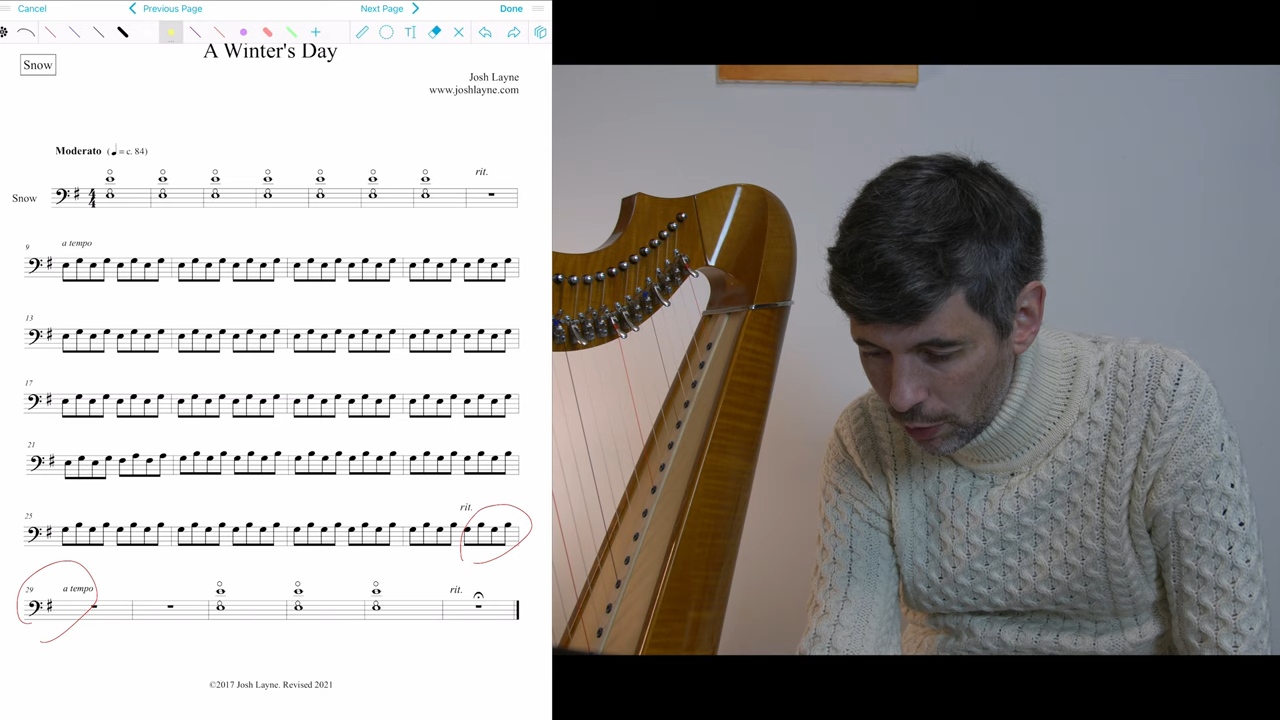 Cancel Previous Page Next Page Done
A Winter's Day
Snow
Josh Layne
www.joshlayne.com
Moderato (♩= c. 84)
rit.
Snow
9 a tempo
13
17
21
rit.
25
29 a tempo rit.
©2017 Josh Layne. Revised 2021